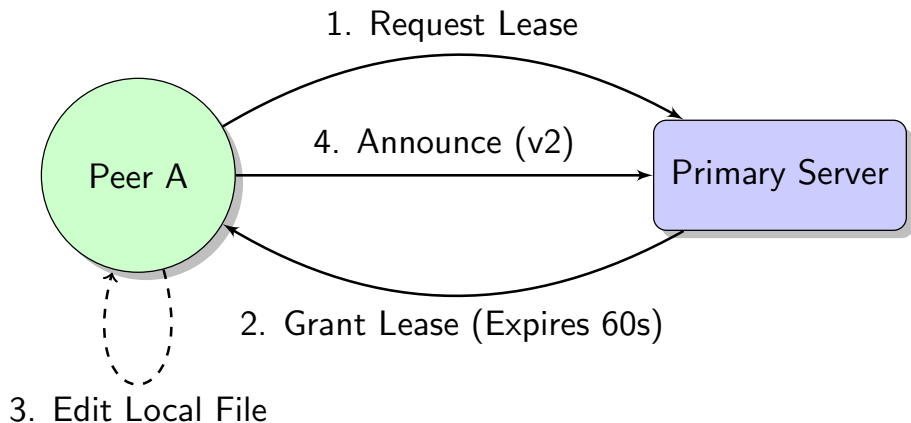 1. Request Lease
4. Announce (v2)
Peer A
Primary Server
2. Grant Lease (Expires 60s)
3. Edit Local File